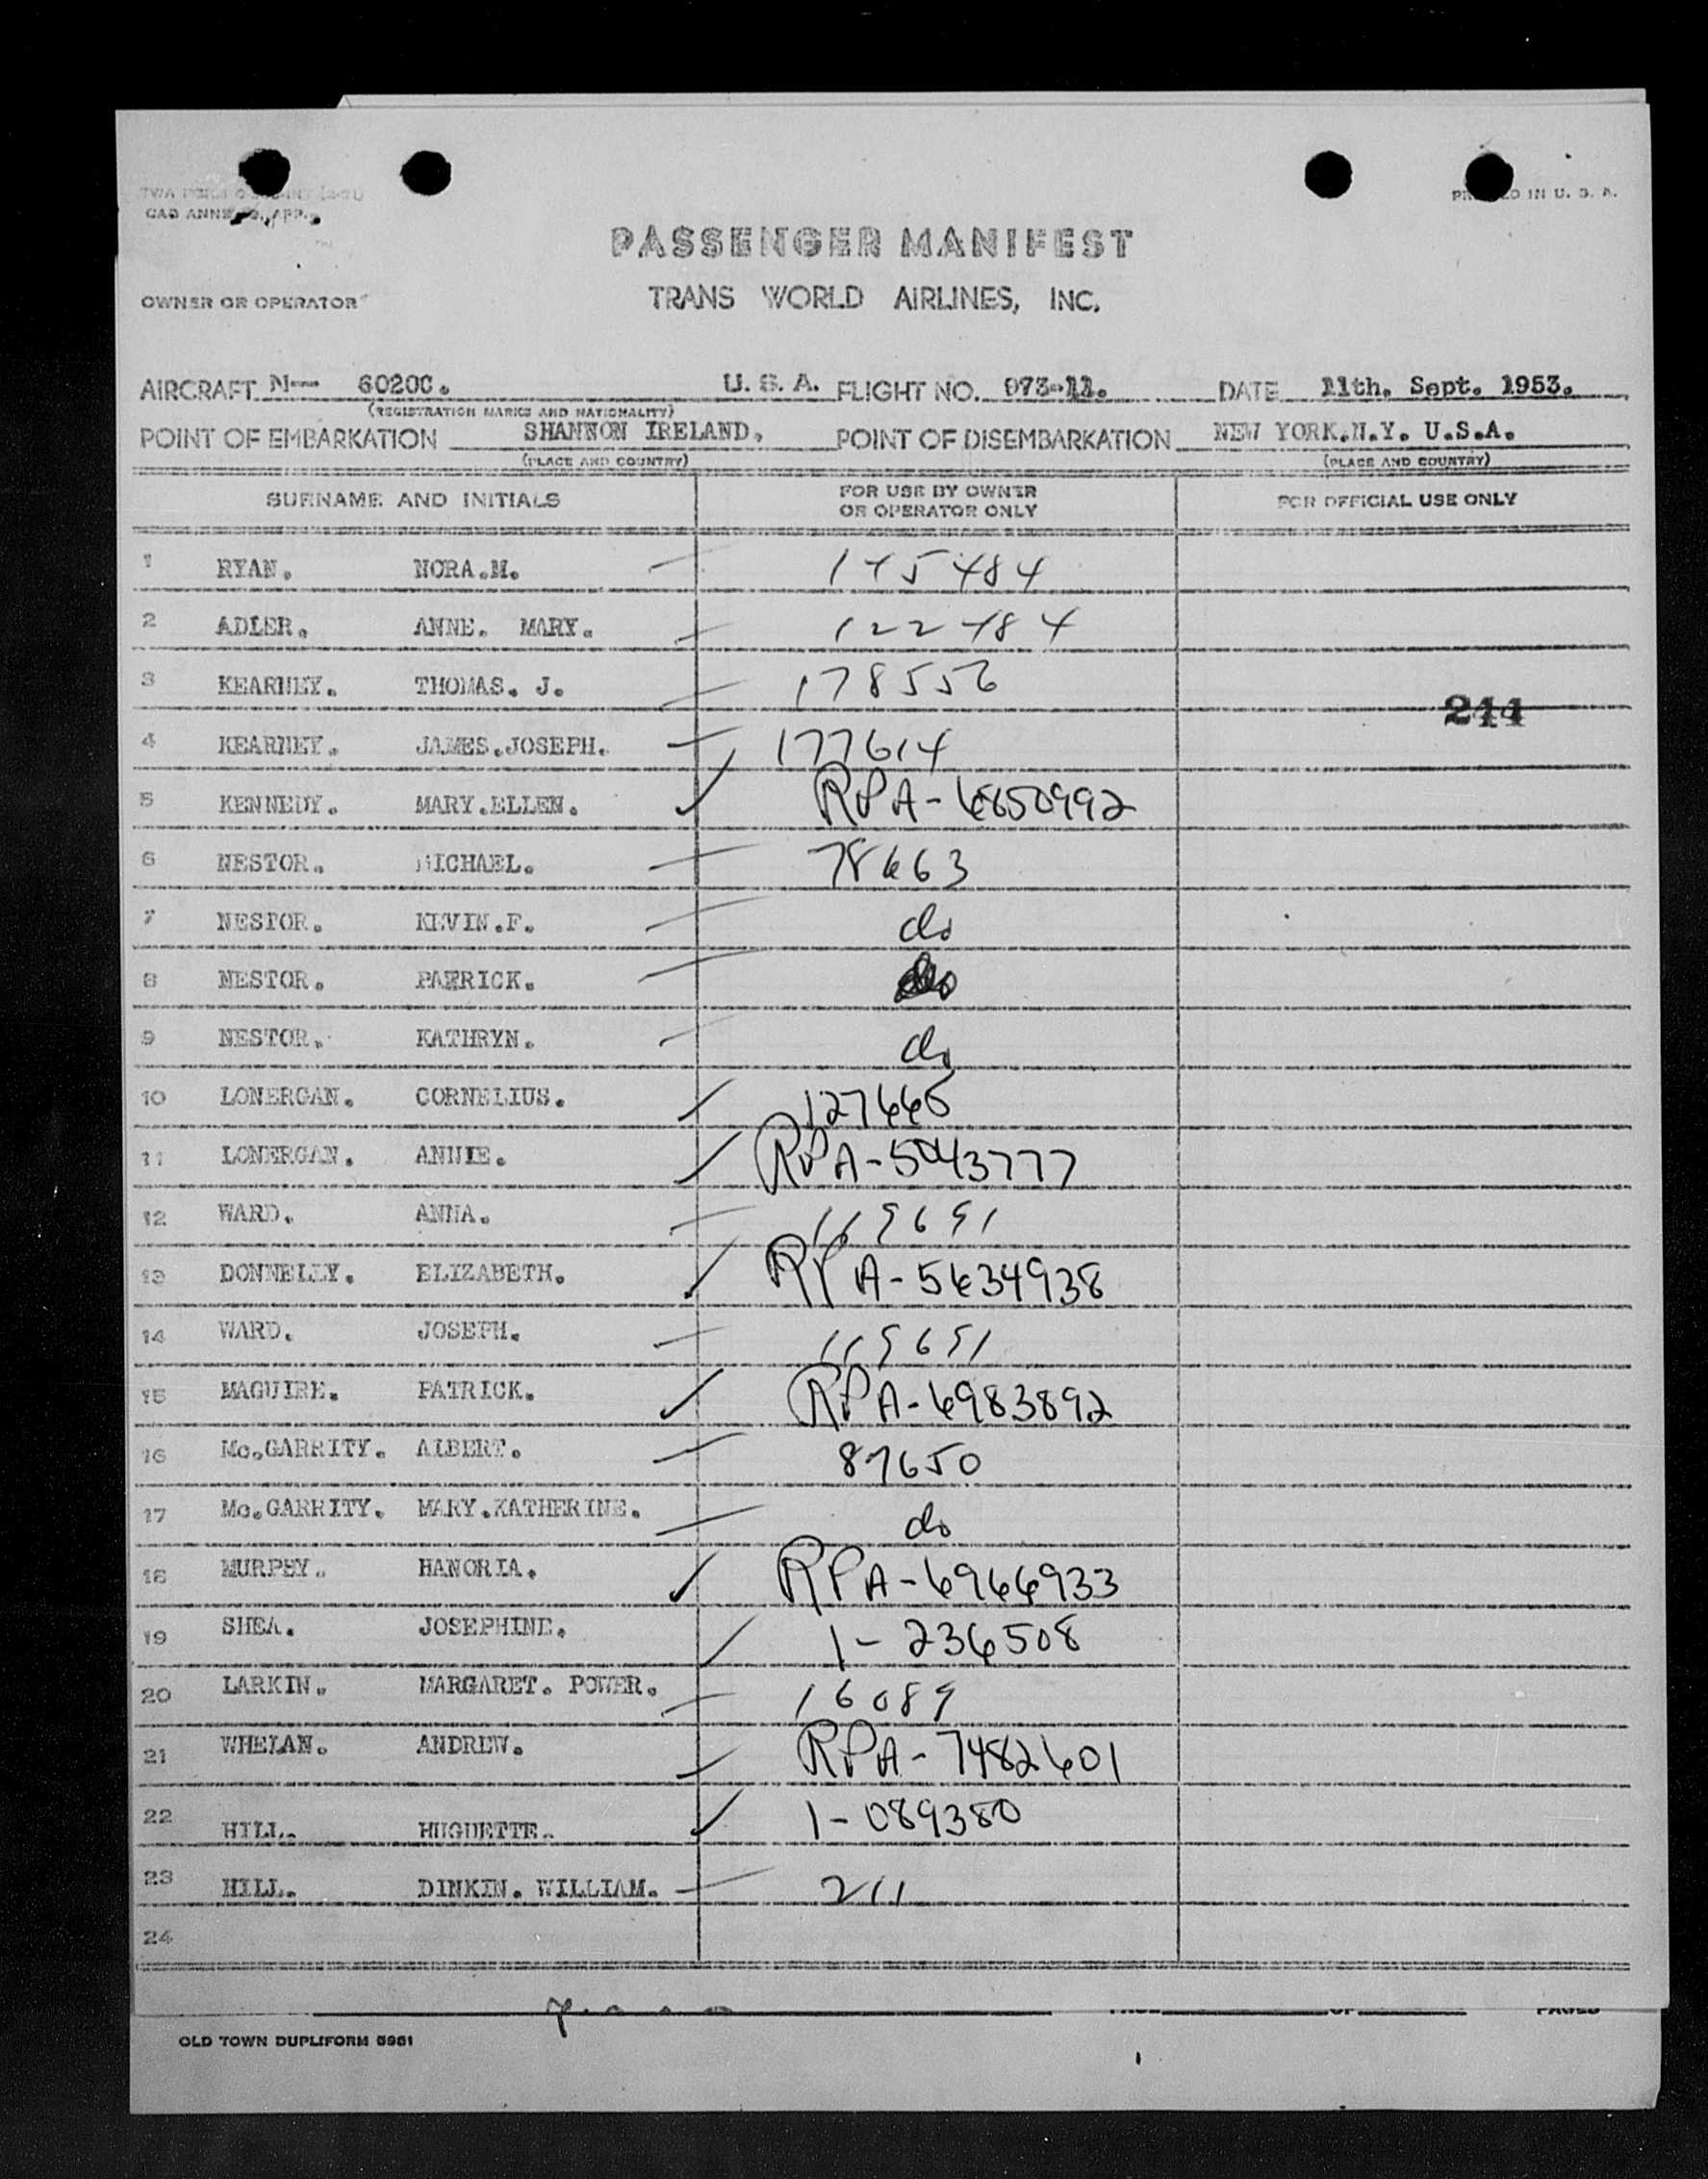 PRINTED IN U. S. A.
PASSENGER MANIFEST
OWNER OR OPERATOR TRANS WORLD AIRLINES, INC.
AIRCRAFT N— 6020C. U. S. A. FLIGHT NO. 973-11. DATE 11th. Sept. 1953.
(REGISTRATION MARKS AND NATIONALITY)
POINT OF EMBARKATION SHANNON IRELAND. POINT OF DISEMBARKATION NEW YORK.N.Y. U.S.A.
(PLACE AND COUNTRY) (PLACE AND COUNTRY)
SURNAME AND INITIALS FOR USE BY OWNER OR OPERATOR ONLY FOR OFFICIAL USE ONLY
1 RYAN. NORA.M. 145484
2 ADLER. ANNE. MARY. 122484
3 KEARNEY. THOMAS. J. 178556
244
4 KEARNEY. JAMES.JOSEPH. 177614
5 KENNEDY. MARY.ELLEN. RPA-6850992
6 NESTOR. MICHAEL. 78663
7 NESTOR. KEVIN.F. do
8 NESTOR. PATRICK. do
9 NESTOR. KATHRYN. do
10 LONERGAN. CORNELIUS. 127665
11 LONERGAN. ANNIE. RPA-5043777
12 WARD. ANNA. 119691
13 DONNELLY. ELIZABETH. RPA-5634938
14 WARD. JOSEPH. 119691
15 MAGUIRE. PATRICK. RPA-6983892
16 Mc.GARRITY. ALBERT. 87650
17 Mc.GARRITY. MARY.KATHERINE. do
18 MURPHY. HANORIA. RPA-6966933
19 SHEA. JOSEPHINE. 1-236508
20 LARKIN. MARGARET. POWER. 16089
21 WHELAN. ANDREW. RPA-7482601
22 HILL. HUGUETTE. 1-089380
23 HILL. DINKIN. WILLIAM. 211
24
OLD TOWN DUPLIFORM 5961